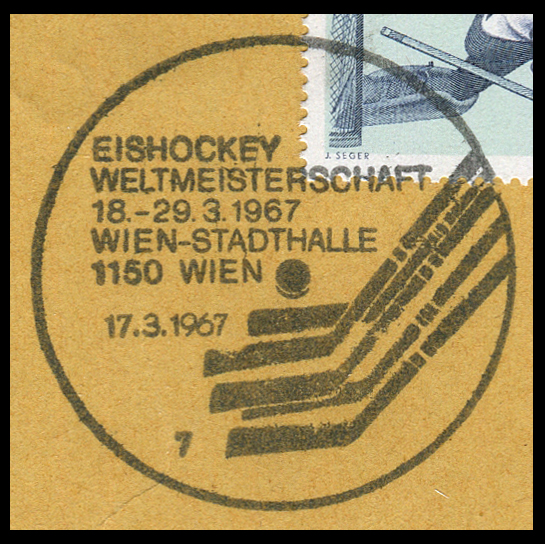 J. SEGER
EISHOCKEY
WELTMEISTERSCHAFT
18.-29.3.1967
WIEN-STADTHALLE
1150 WIEN
17.3.1967
7